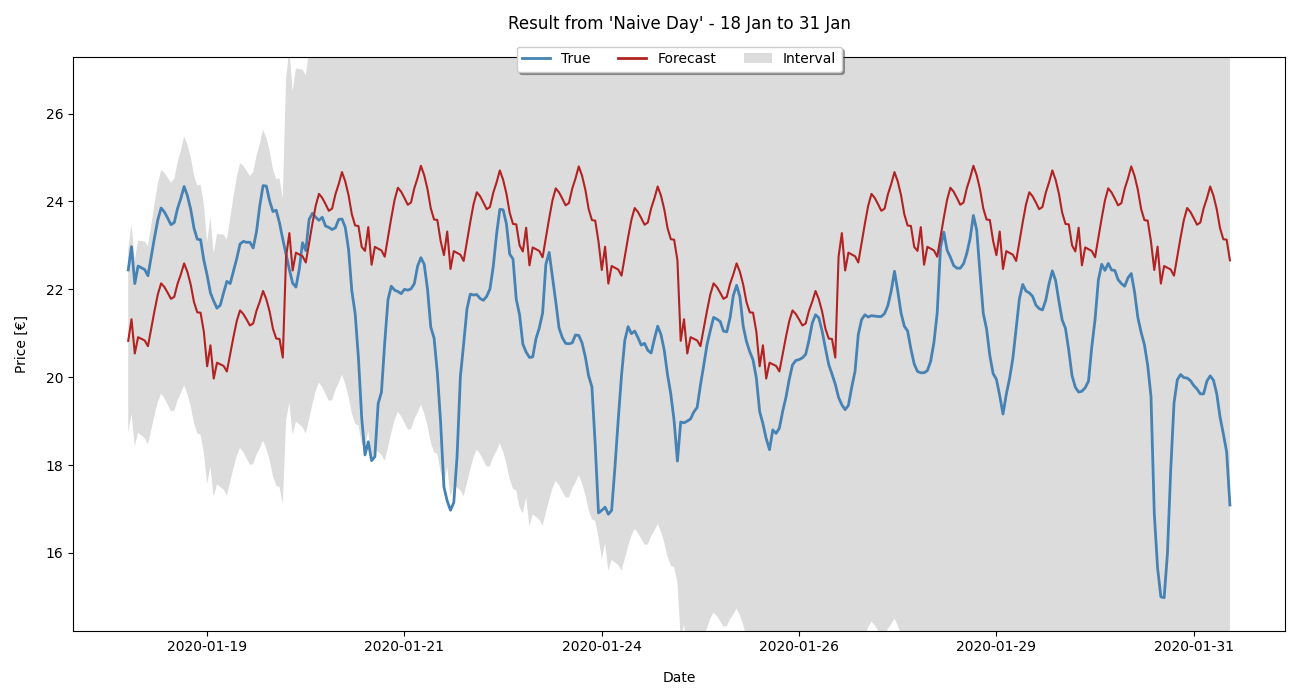 Result from 'Naive Day' - 18 Jan to 31 Jan
True Forecast Interval
Price [€]
26
24
22
20
18
16
2020-01-19 2020-01-21 2020-01-24 2020-01-26 2020-01-29 2020-01-31
Date